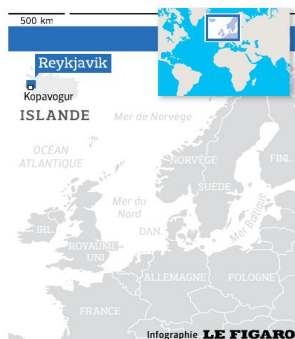 500 km
Reykjavik
Kopavogur
ISLANDE
Mer de Norvège
OCÉAN
ATLANTIQUE
NORVÈGE
FINL.
SUÈDE
Mer du
Nord
Mer Baltique
IRL.
DAN.
ROYAUME-
UNI
ALLEMAGNE
POLOGNE
FRANCE
Infographie LE FIGARO